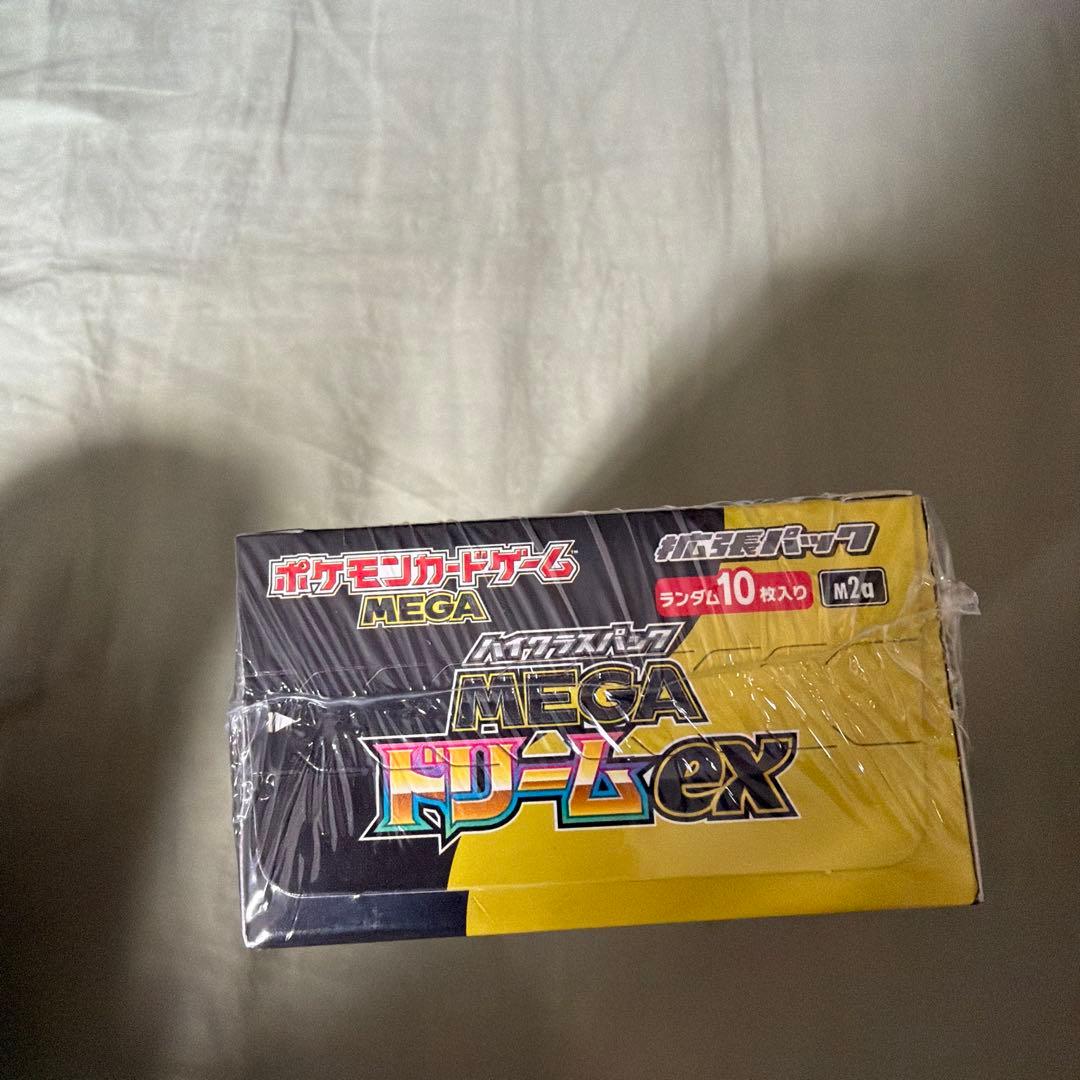 ポケモンカードゲーム
MEGA
拡張パック
ランダム10枚入り
M2a
ハイクラスパック
MEGA
ドリームex